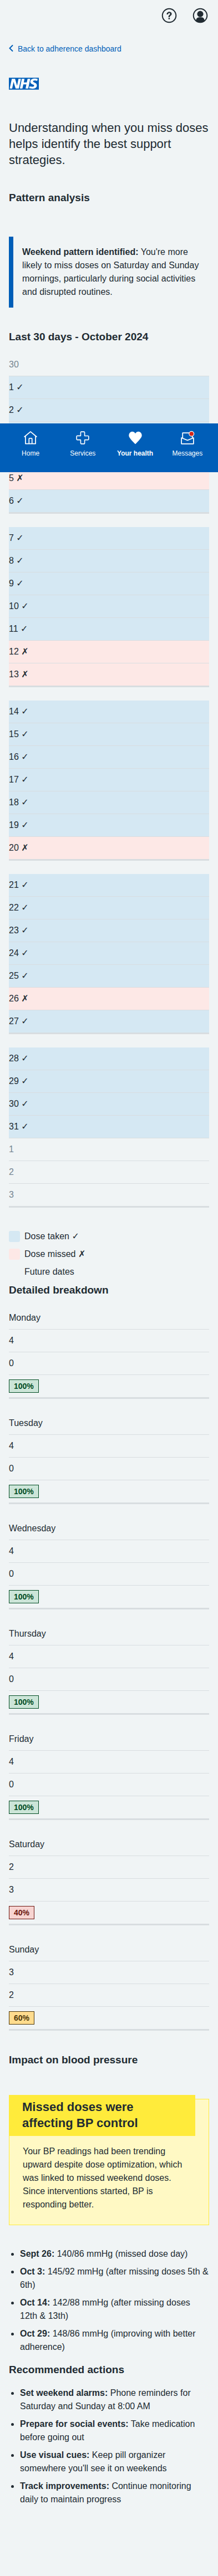 Back to adherence dashboard
NHS
Understanding when you miss doses
helps identify the best support
strategies.
Pattern analysis
Weekend pattern identified: You're more
likely to miss doses on Saturday and Sunday
mornings, particularly during social activities
and disrupted routines.
Last 30 days - October 2024
30
1 ✓
2 ✓
Home
Services
Your health
Messages
5 ✗
6 ✓
7 ✓
8 ✓
9 ✓
10 ✓
11 ✓
12 ✗
13 ✗
14 ✓
15 ✓
16 ✓
17 ✓
18 ✓
19 ✓
20 ✗
21 ✓
22 ✓
23 ✓
24 ✓
25 ✓
26 ✗
27 ✓
28 ✓
29 ✓
30 ✓
31 ✓
1
2
3
Dose taken ✓
Dose missed ✗
Future dates
Detailed breakdown
Monday
4
0
100%
Tuesday
4
0
100%
Wednesday
4
0
100%
Thursday
4
0
100%
Friday
4
0
100%
Saturday
2
3
40%
Sunday
3
2
60%
Impact on blood pressure
Missed doses were
affecting BP control
Your BP readings had been trending
upward despite dose optimization, which
was linked to missed weekend doses.
Since interventions started, BP is
responding better.
• Sept 26: 140/86 mmHg (missed dose day)
• Oct 3: 145/92 mmHg (after missing doses 5th &
6th)
• Oct 14: 142/88 mmHg (after missing doses
12th & 13th)
• Oct 29: 148/86 mmHg (improving with better
adherence)
Recommended actions
• Set weekend alarms: Phone reminders for
Saturday and Sunday at 8:00 AM
• Prepare for social events: Take medication
before going out
• Use visual cues: Keep pill organizer
somewhere you'll see it on weekends
• Track improvements: Continue monitoring
daily to maintain progress